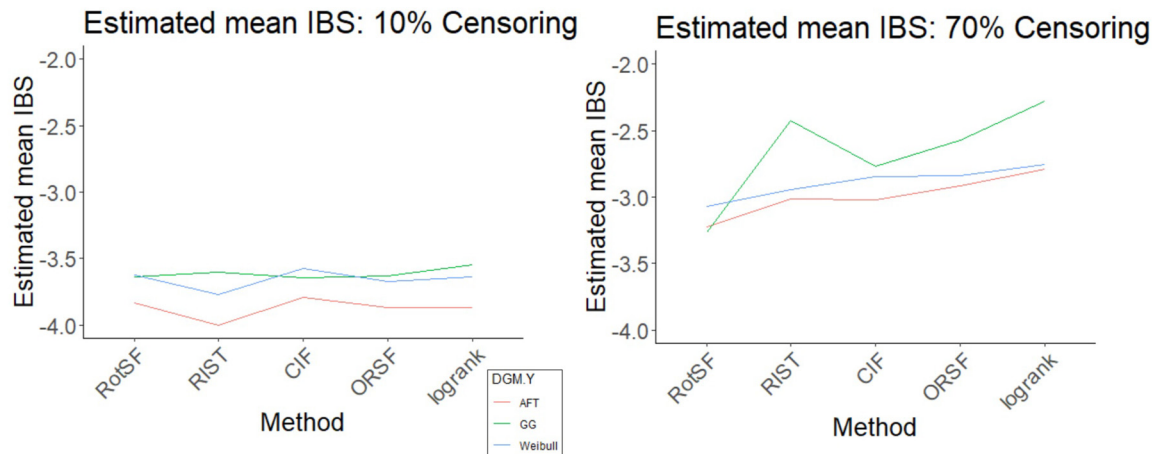 Estimated mean IBS: 10% Censoring
Estimated mean IBS
-2.0
-2.5
-3.0
-3.5
-4.0
RotSF
RIST
CIF
ORSF
logrank
Method
DGM.Y
AFT
GG
Weibull
Estimated mean IBS: 70% Censoring
Estimated mean IBS
-2.0
-2.5
-3.0
-3.5
-4.0
RotSF
RIST
CIF
ORSF
logrank
Method